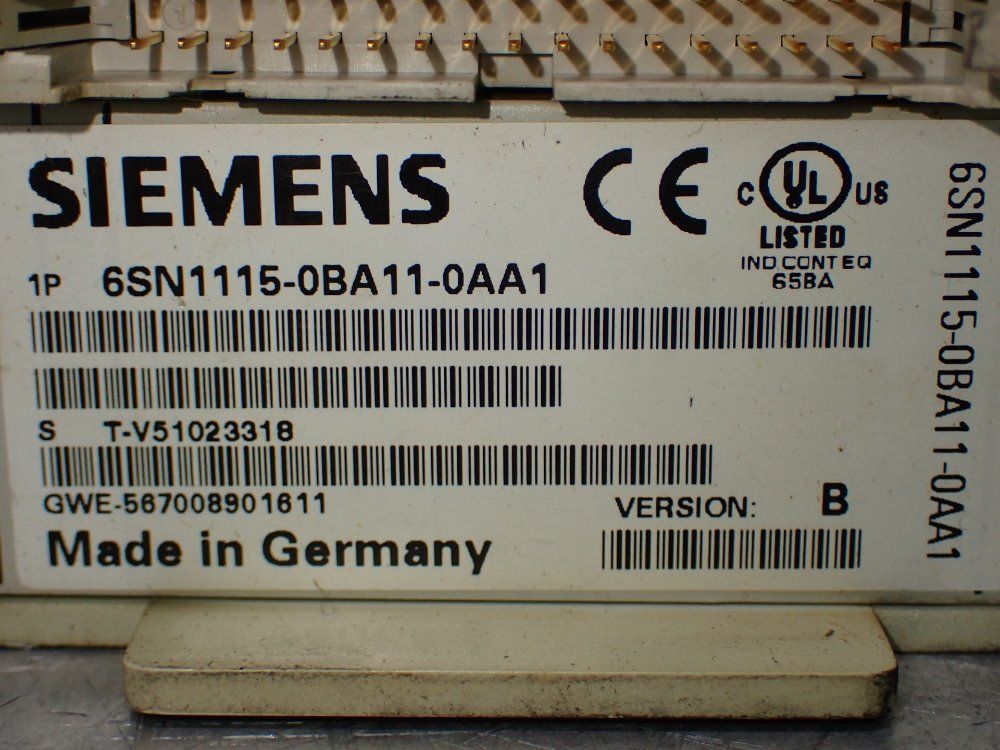 SIEMENS
CE
C UL US
LISTED
IND CONT EQ
65BA
1P 6SN1115-0BA11-0AA1
S T-V51023318
GWE-567008901611
VERSION: B
Made in Germany
6SN1115-0BA11-0AA1